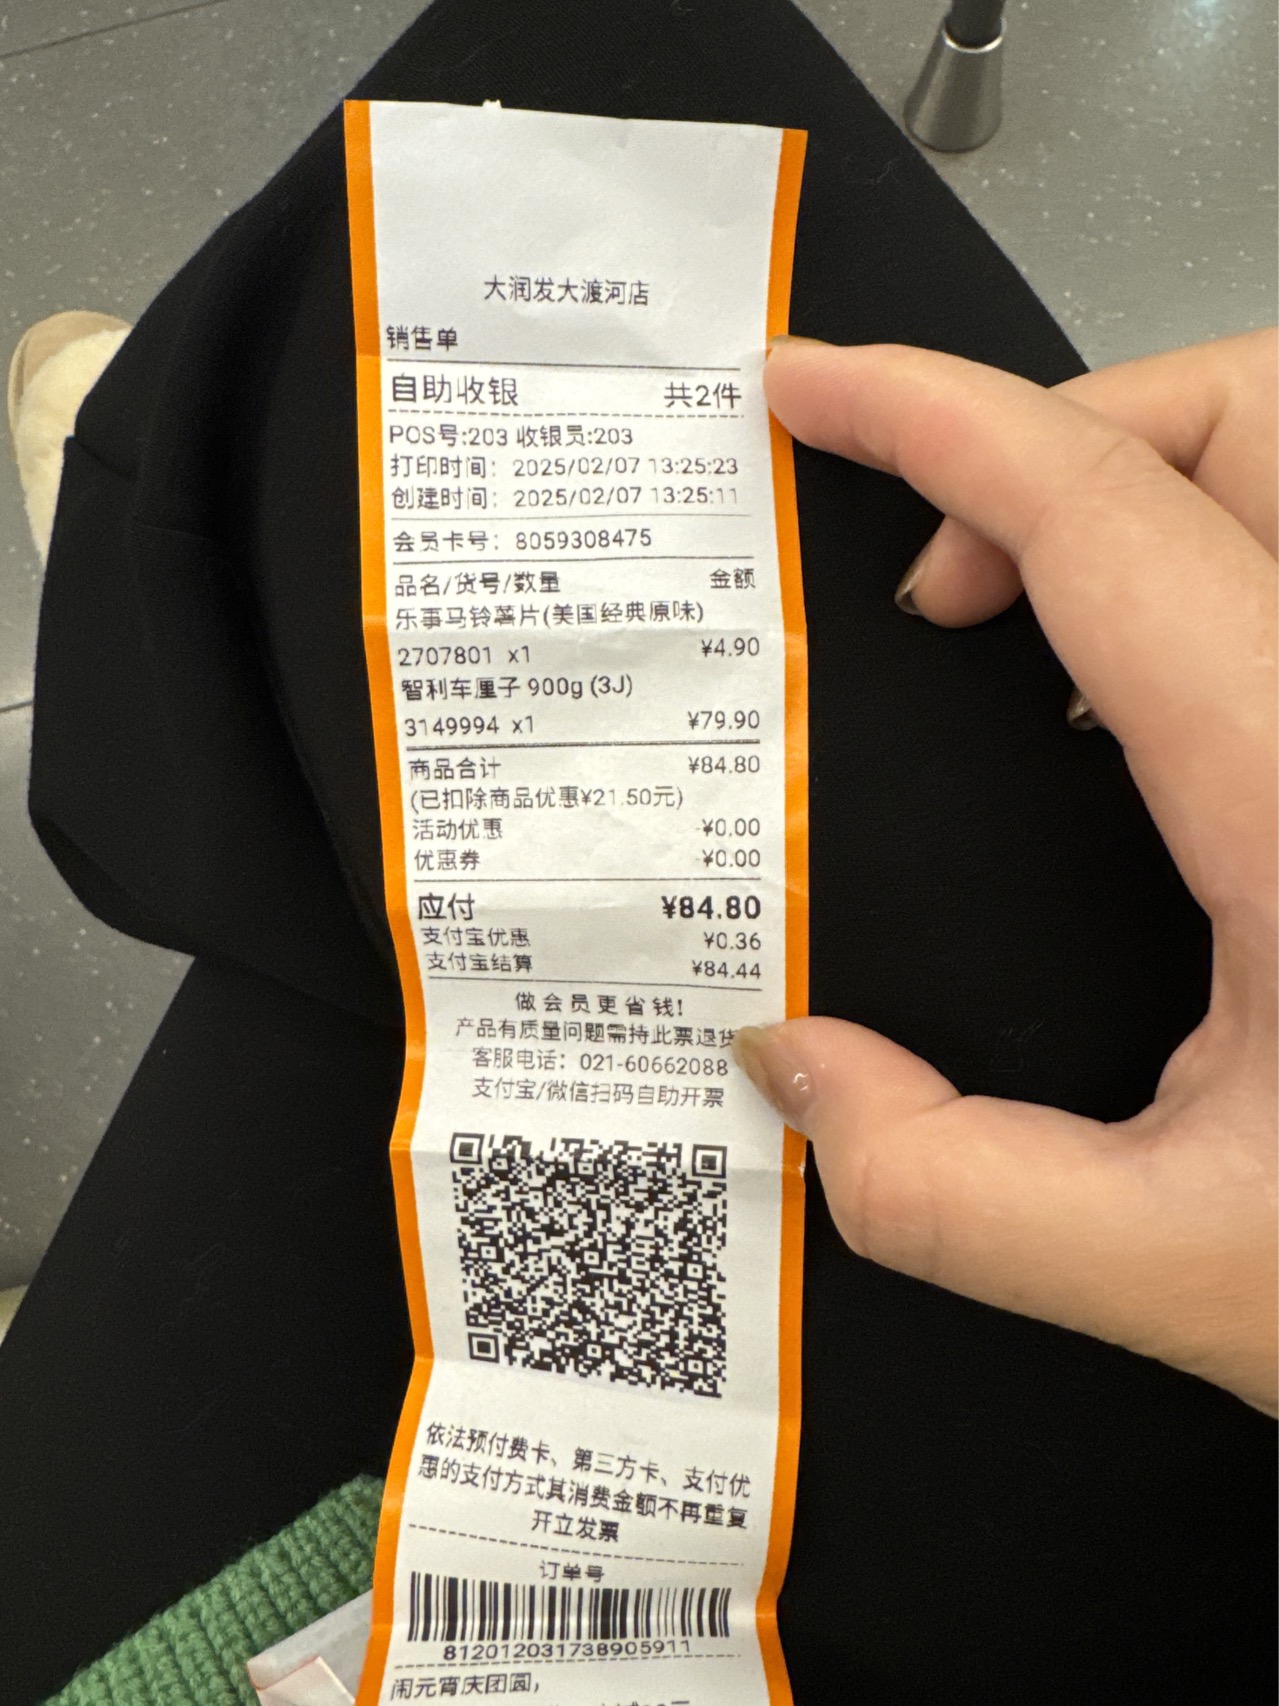 大润发大渡河店
销售单
自助收银 共2件
POS号:203 收银员:203
打印时间: 2025/02/07 13:25:23
创建时间: 2025/02/07 13:25:11
会员卡号: 8059308475
品名/货号/数量 金额
乐事马铃薯片(美国经典原味)
2707801 x1 ¥4.90
智利车厘子 900g (3J)
3149994 x1 ¥79.90
商品合计 ¥84.80
(已扣除商品优惠¥21.50元)
活动优惠 -¥0.00
优惠券 -¥0.00
应付 ¥84.80
支付宝优惠 ¥0.36
支付宝结算 ¥84.44
做会员更省钱!
产品有质量问题需持此票退货
客服电话: 021-60662088
支付宝/微信扫码自助开票
依法预付费卡、第三方卡、支付优
惠的支付方式其消费金额不再重复
开立发票
订单号
812012031738905911
闹元宵庆团圆,